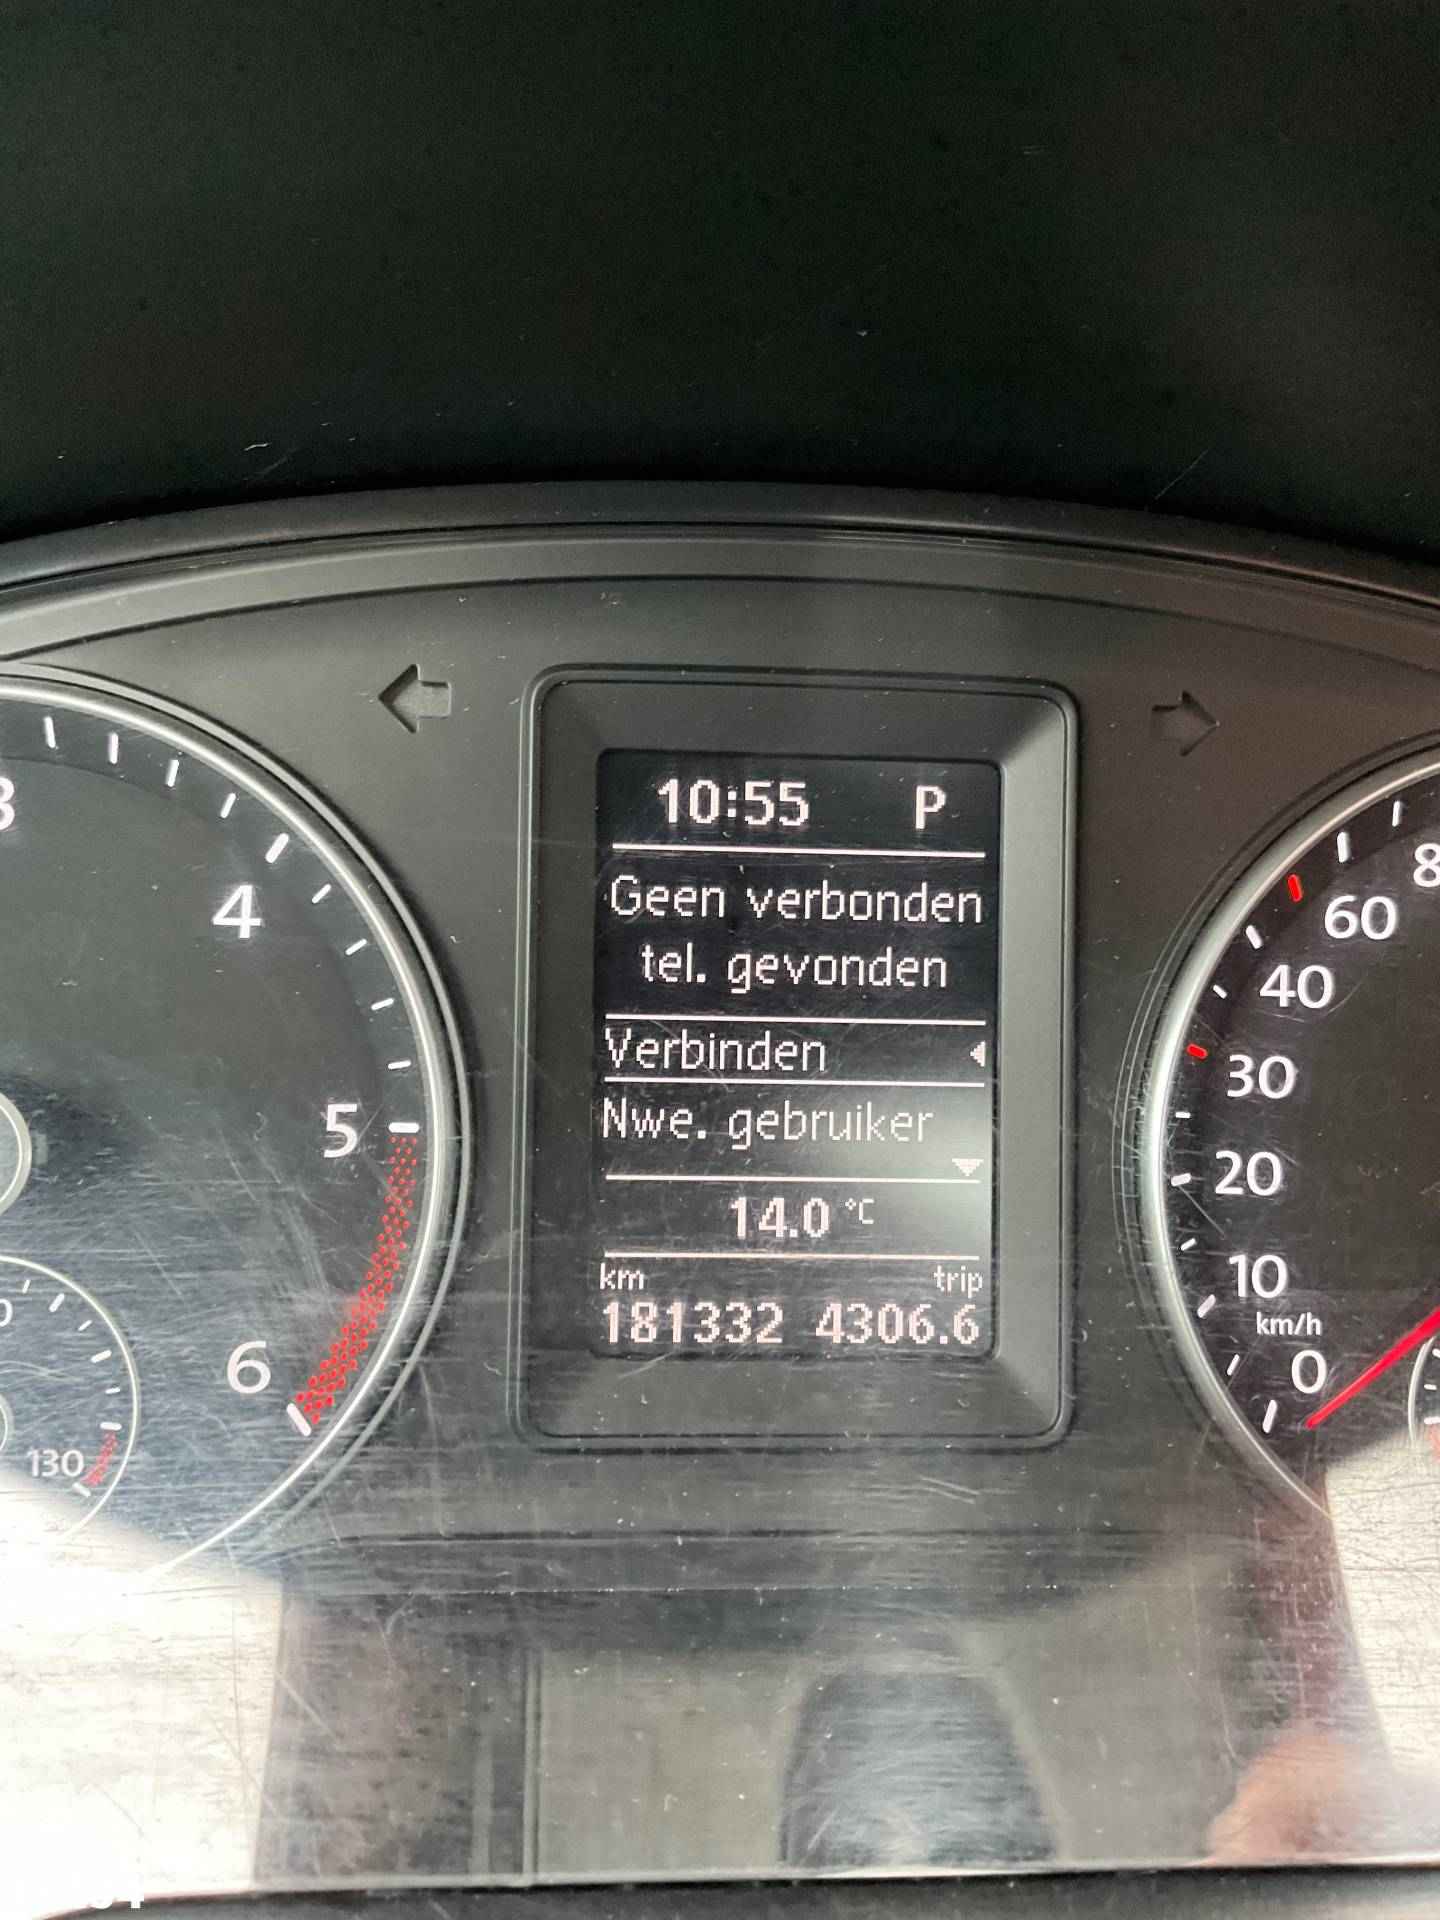 10:55 P
Geen verbonden
tel. gevonden
Verbinden
Nwe. gebruiker
14.0 °C
km trip
181332 4306.6
4
5
6
130
60
40
30
20
10
km/h
0